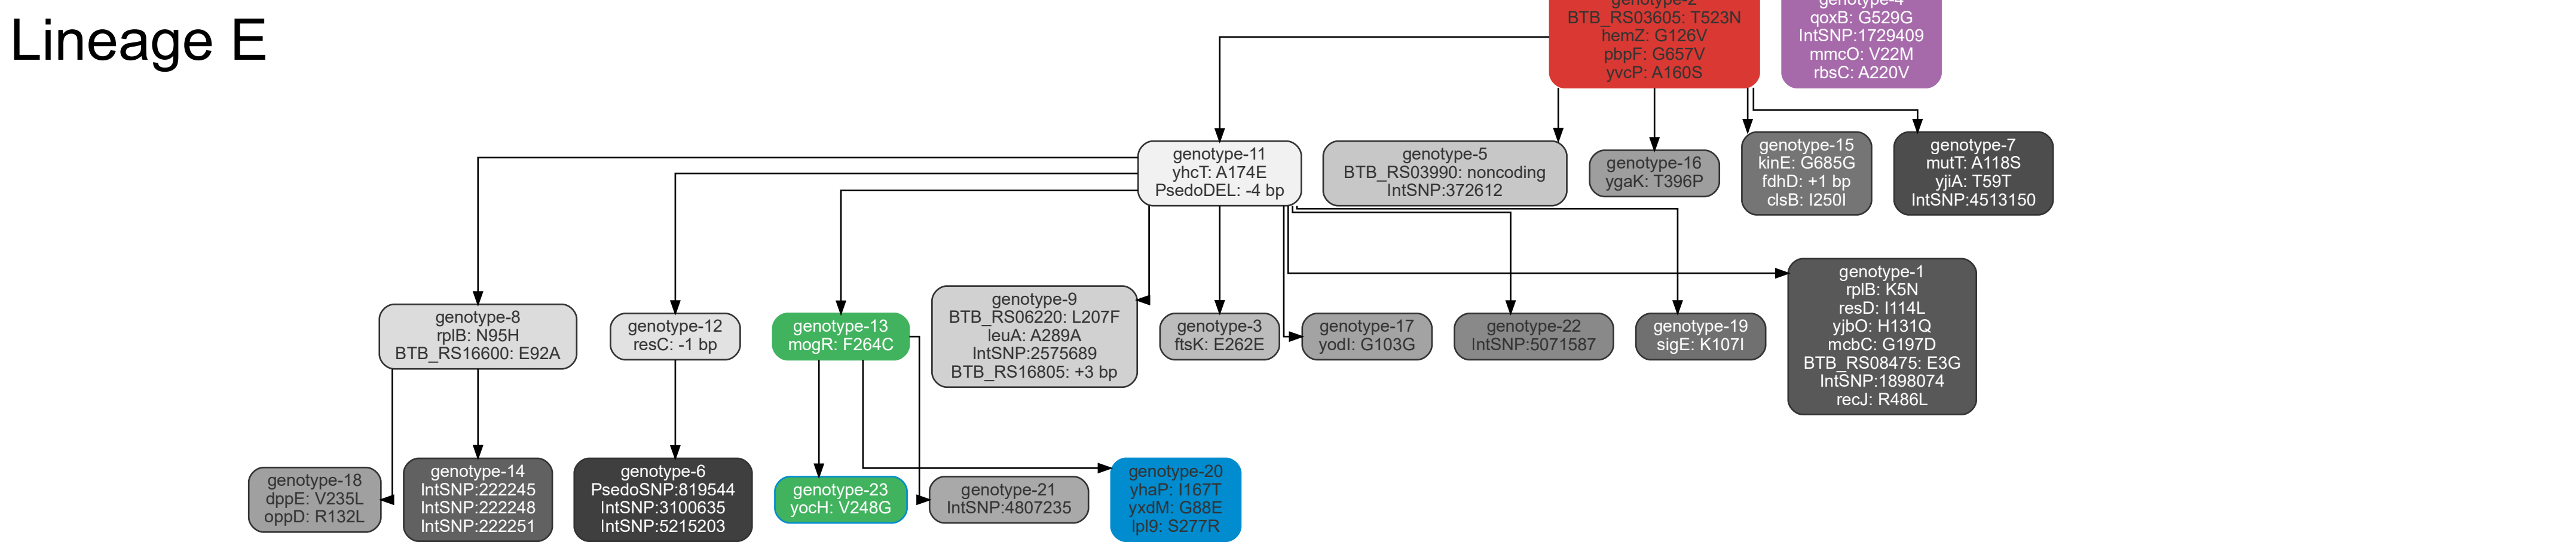 Lineage E
genotype-2
BTB_RS03605: T523N
hemZ: G126V
pbpF: G657V
yvcP: A160S
genotype-4
qoxB: G529G
IntSNP:1729409
mmcO: V22M
rbsC: A220V
genotype-11
yhcT: A174E
PsedoDEL: -4 bp
genotype-5
BTB_RS03990: noncoding
IntSNP:372612
genotype-16
ygaK: T396P
genotype-15
kinE: G685G
fdhD: +1 bp
clsB: I250I
genotype-7
mutT: A118S
yjiA: T59T
IntSNP:4513150
genotype-8
rplB: N95H
BTB_RS16600: E92A
genotype-12
resC: -1 bp
genotype-13
mogR: F264C
genotype-9
BTB_RS06220: L207F
leuA: A289A
IntSNP:2575689
BTB_RS16805: +3 bp
genotype-3
ftsK: E262E
genotype-17
yodI: G103G
genotype-22
IntSNP:5071587
genotype-19
sigE: K107I
genotype-1
rplB: K5N
resD: I114L
yjbO: H131Q
mcbC: G197D
BTB_RS08475: E3G
IntSNP:1898074
recJ: R486L
genotype-18
dppE: V235L
oppD: R132L
genotype-14
IntSNP:222245
IntSNP:222248
IntSNP:222251
genotype-6
PsedoSNP:819544
IntSNP:3100635
IntSNP:5215203
genotype-23
yocH: V248G
genotype-21
IntSNP:4807235
genotype-20
yhaP: I167T
yxdM: G88E
lpl9: S277R